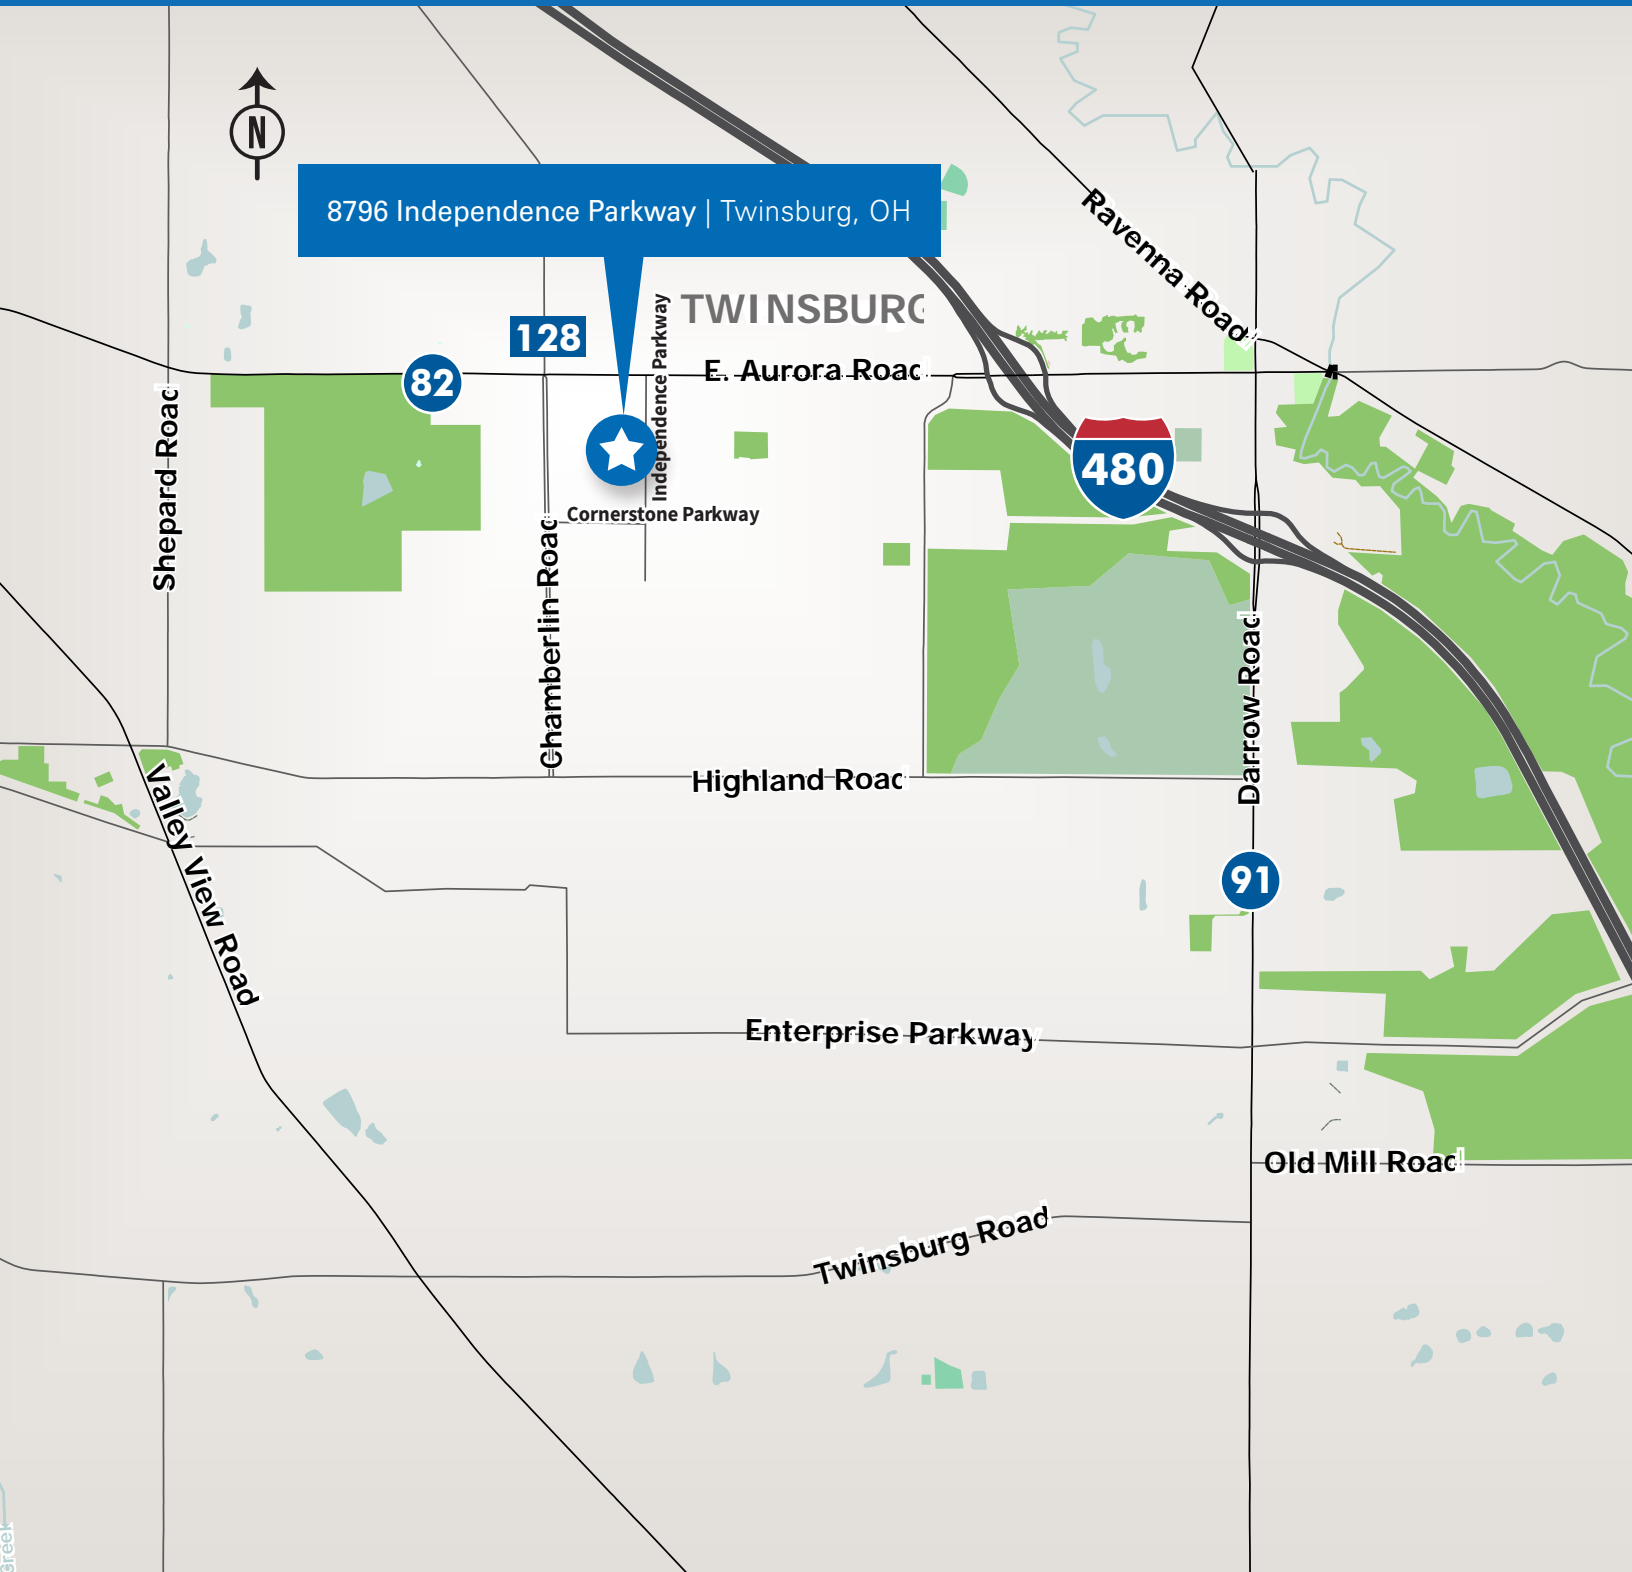 N
8796 Independence Parkway | Twinsburg, OH
Ravenna Road
TWINSBURG
Independence Parkway
128
E. Aurora Road
82
Shepard Road
480
Cornerstone Parkway
Chamberlin Road
Darrow Road
Highland Road
Valley View Road
91
Enterprise Parkway
Old Mill Road
Twinsburg Road
Creek